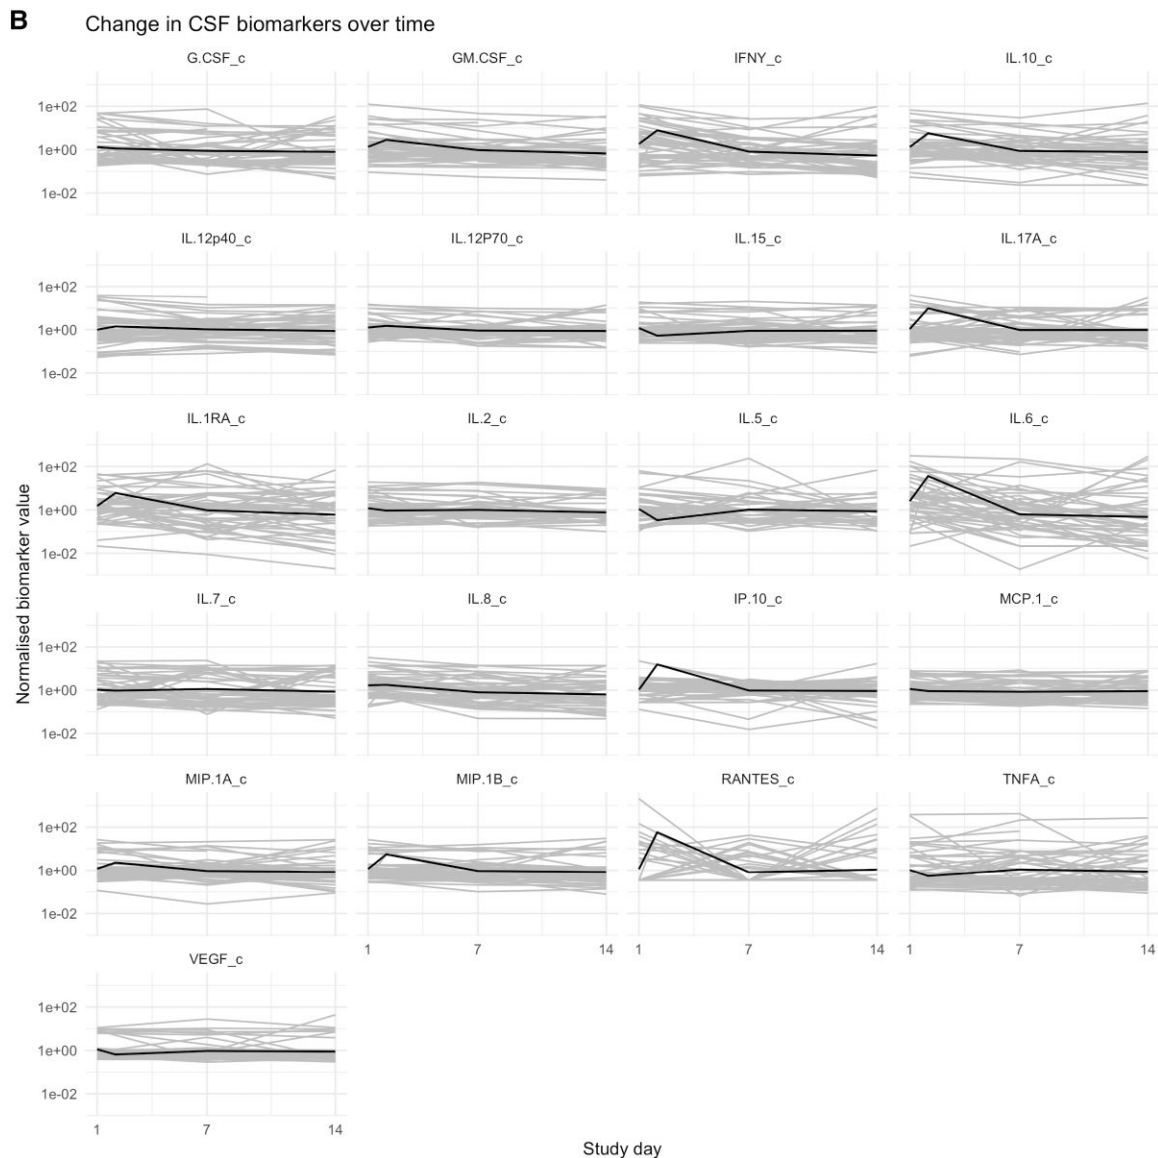 B
Change in CSF biomarkers over time
G.CSF_c GM.CSF_c IFNY_c IL.10_c
1e+02
1e+00
1e-02
IL.12p40_c IL.12P70_c IL.15_c IL.17A_c
1e+02
1e+00
1e-02
IL.1RA_c IL.2_c IL.5_c IL.6_c
1e+02
1e+00
1e-02
Normalised biomarker value
IL.7_c IL.8_c IP.10_c MCP.1_c
1e+02
1e+00
1e-02
MIP.1A_c MIP.1B_c RANTES_c TNFA_c
1e+02
1e+00
1e-02
1 7 14 1 7 14 1 7 14
VEGF_c
1e+02
1e+00
1e-02
1 7 14
Study day